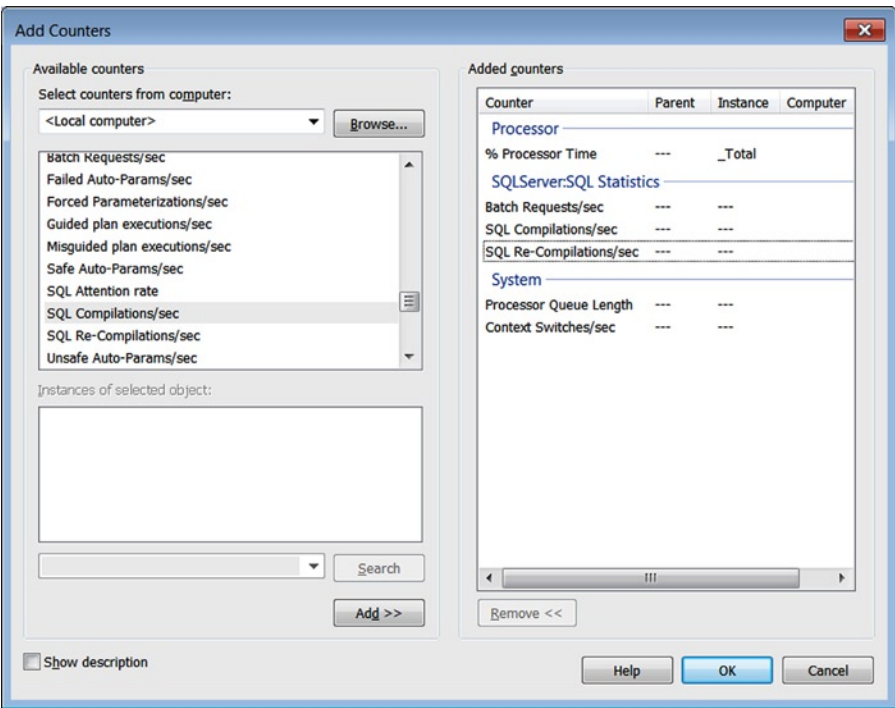 Add Counters
Available counters
Select counters from computer:
<Local computer>
Browse...
Batch Requests/sec
Failed Auto-Params/sec
Forced Parameterizations/sec
Guided plan executions/sec
Misguided plan executions/sec
Safe Auto-Params/sec
SQL Attention rate
SQL Compilations/sec
SQL Re-Compilations/sec
Unsafe Auto-Params/sec
Instances of selected object:
Search
Add >>
Show description
Added counters
Counter Parent Instance Computer
Processor
% Processor Time --- _Total
SQLServer:SQL Statistics
Batch Requests/sec --- ---
SQL Compilations/sec --- ---
SQL Re-Compilations/sec --- ---
System
Processor Queue Length --- ---
Context Switches/sec --- ---
Remove <<
Help OK Cancel